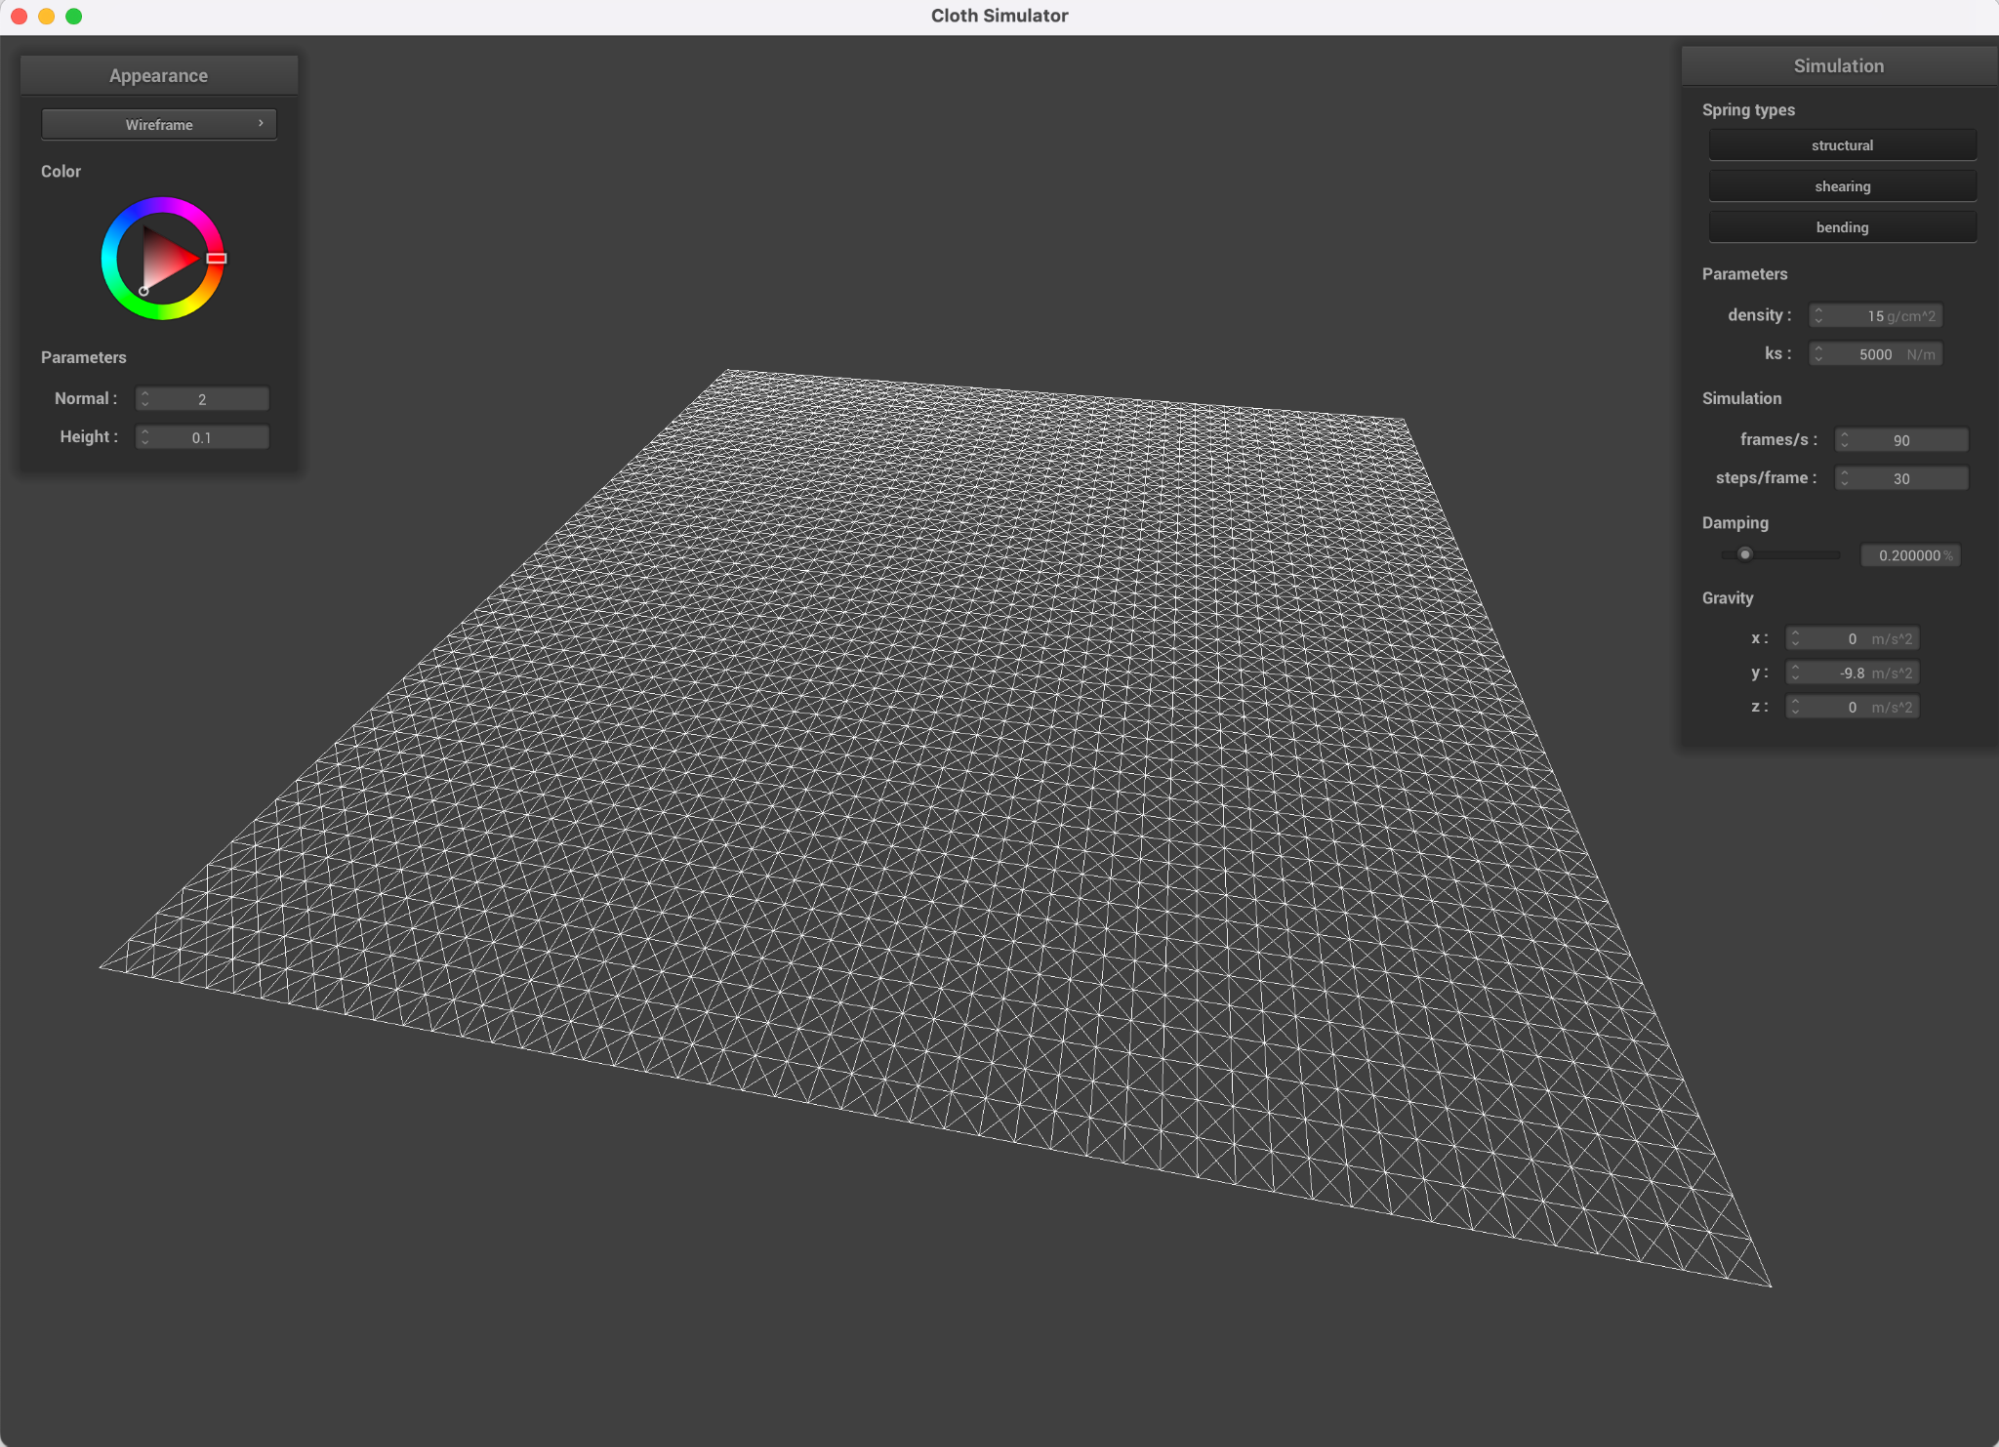 Cloth Simulator
Appearance
Wireframe
Color
Parameters
Normal : 2
Height : 0.1
Simulation
Spring types
structural
shearing
bending
Parameters
density : 15 g/cm^2
ks : 5000 N/m
Simulation
frames/s : 90
steps/frame : 30
Damping
0.200000 %
Gravity
x : 0 m/s^2
y : -9.8 m/s^2
z : 0 m/s^2